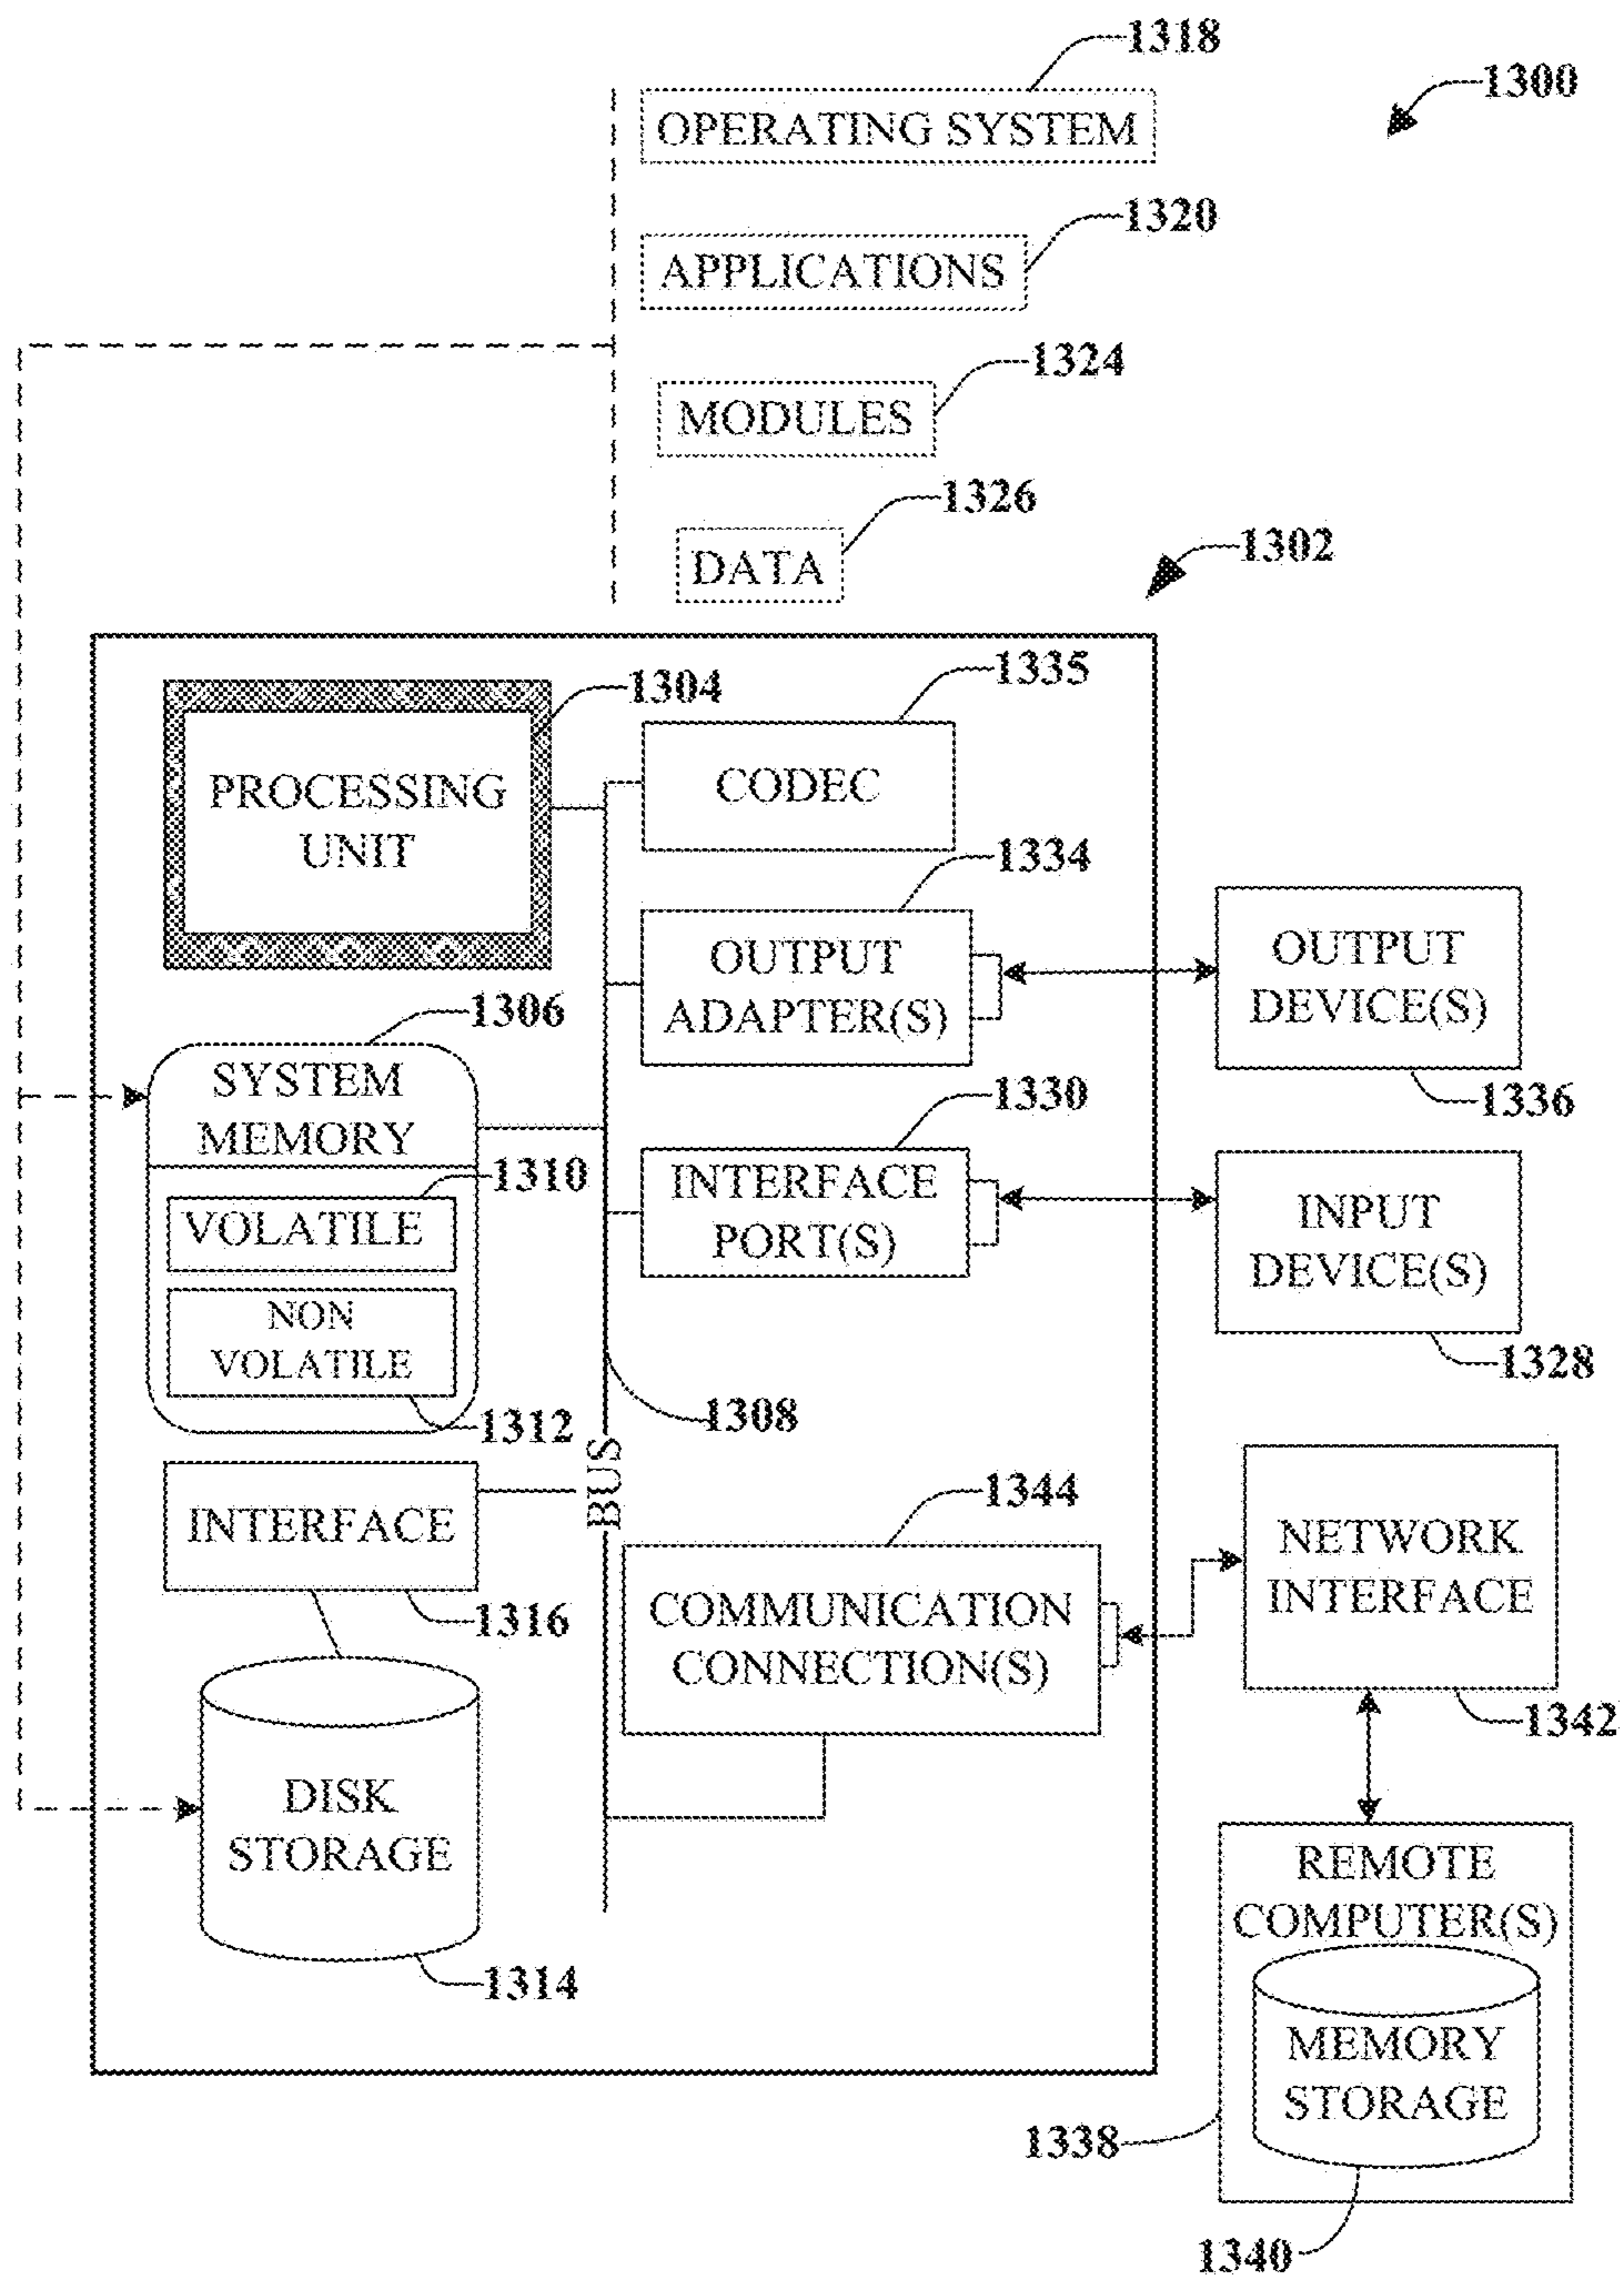 1318
1300
OPERATING SYSTEM
1320
APPLICATIONS
1324
MODULES
1326
DATA
1302
1304
1335
PROCESSING
UNIT
CODEC
1334
OUTPUT
ADAPTER(S)
OUTPUT
DEVICE(S)
1336
1306
SYSTEM
MEMORY
1310
VOLATILE
NON
VOLATILE
1312
1330
INTERFACE
PORT(S)
INPUT
DEVICE(S)
1328
1308
BUS
INTERFACE
1316
1344
COMMUNICATION
CONNECTION(S)
NETWORK
INTERFACE
1342
DISK
STORAGE
1314
REMOTE
COMPUTER(S)
MEMORY
STORAGE
1338
1340